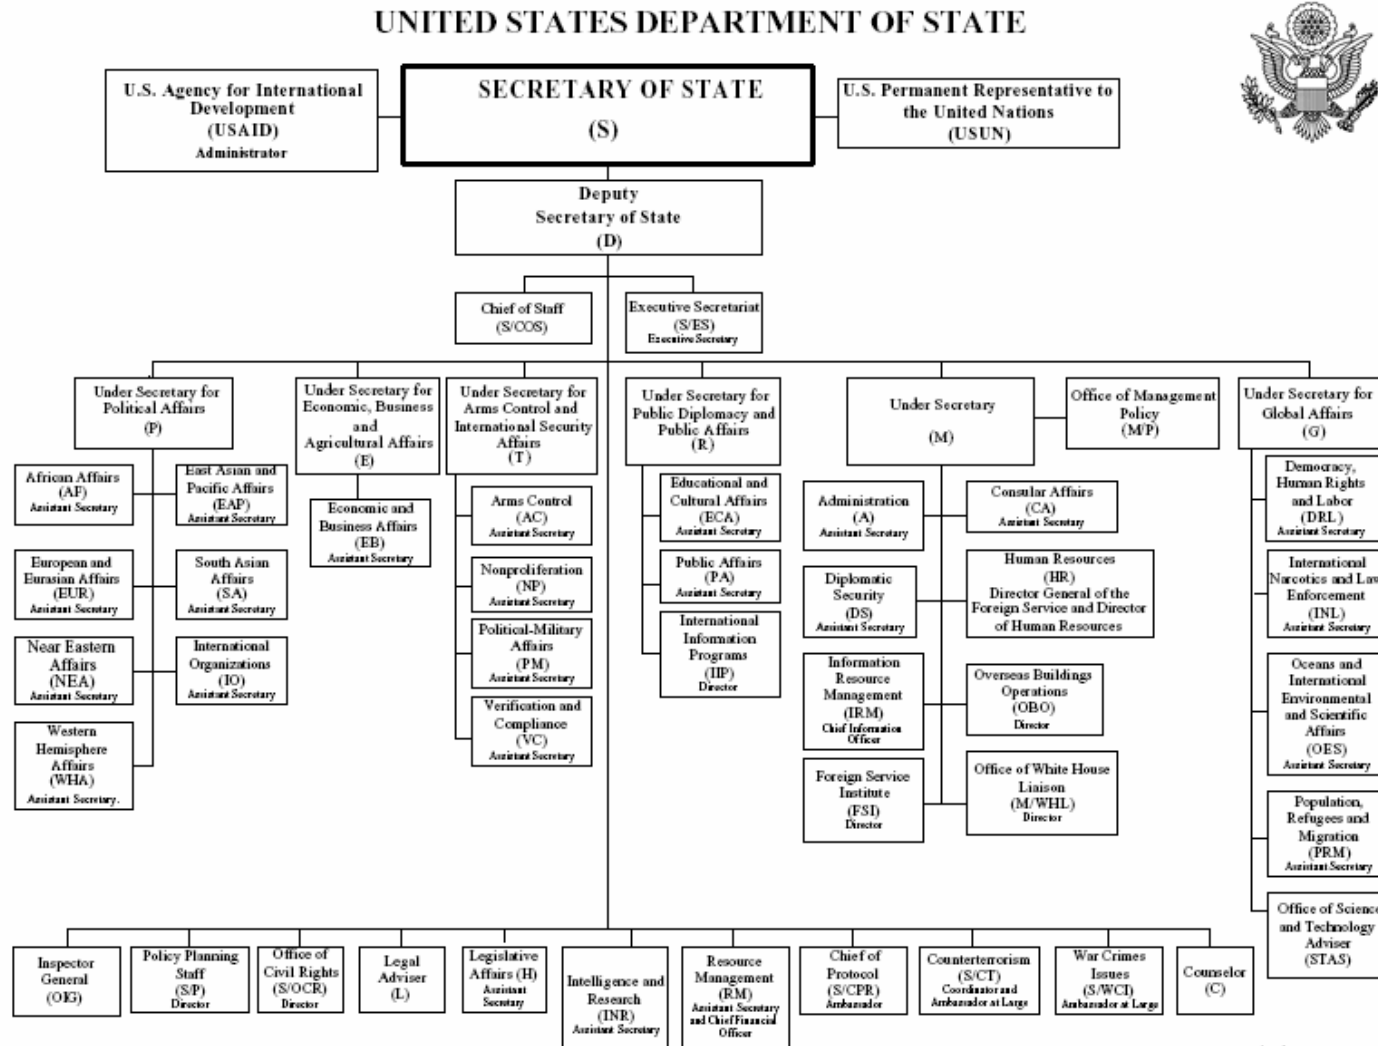 UNITED STATES DEPARTMENT OF STATE
U.S. Agency for International
Development
(USAID)
Administrator
SECRETARY OF STATE
(S)
U.S. Permanent Representative to
the United Nations
(USUN)
Deputy
Secretary of State
(D)
Chief of Staff
(S/COS)
Executive Secretariat
(S/ES)
Executive Secretary
Under Secretary for
Political Affairs
(P)
Under Secretary for
Economic, Business
and
Agricultural Affairs
(E)
Under Secretary for
Arms Control and
International Security
Affairs
(T)
Under Secretary for
Public Diplomacy and
Public Affairs
(R)
Under Secretary
(M)
Office of Management
Policy
(M/P)
Under Secretary for
Global Affairs
(G)
African Affairs
(AF)
Assistant Secretary
East Asian and
Pacific Affairs
(EAP)
Assistant Secretary
European and
Eurasian Affairs
(EUR)
Assistant Secretary
South Asian
Affairs
(SA)
Assistant Secretary
Near Eastern
Affairs
(NEA)
Assistant Secretary
International
Organizations
(IO)
Assistant Secretary
Western
Hemisphere
Affairs
(WHA)
Assistant Secretary.
Economic and
Business Affairs
(EB)
Assistant Secretary
Arms Control
(AC)
Assistant Secretary
Nonproliferation
(NP)
Assistant Secretary
Political-Military
Affairs
(PM)
Assistant Secretary
Verification and
Compliance
(VC)
Assistant Secretary
Educational and
Cultural Affairs
(ECA)
Assistant Secretary
Public Affairs
(PA)
Assistant Secretary
International
Information
Programs
(IIP)
Director
Administration
(A)
Assistant Secretary
Consular Affairs
(CA)
Assistant Secretary
Diplomatic
Security
(DS)
Assistant Secretary
Human Resources
(HR)
Director General of the
Foreign Service and Director
of Human Resources
Information
Resource
Management
(IRM)
Chief Information
Officer
Overseas Buildings
Operations
(OBO)
Director
Foreign Service
Institute
(FSI)
Director
Office of White House
Liaison
(M/WHL)
Director
Democracy,
Human Rights
and Labor
(DRL)
Assistant Secretary
International
Narcotics and Law
Enforcement
(INL)
Assistant Secretary
Oceans and
International
Environmental
and Scientific
Affairs
(OES)
Assistant Secretary
Population,
Refugees and
Migration
(PRM)
Assistant Secretary
Office of Science
and Technology
Adviser
(STAS)
Inspector
General
(OIG)
Policy Planning
Staff
(S/P)
Director
Office of
Civil Rights
(S/OCR)
Director
Legal
Adviser
(L)
Legislative
Affairs (H)
Assistant
Secretary
Intelligence and
Research
(INR)
Assistant Secretary
Resource
Management
(RM)
Assistant Secretary
and Chief Financial
Officer
Chief of
Protocol
(S/CPR)
Ambassador
Counterterrorism
(S/CT)
Coordinator and
Ambassador at Large
War Crimes
Issues
(S/WCI)
Ambassador at Large
Counselor
(C)